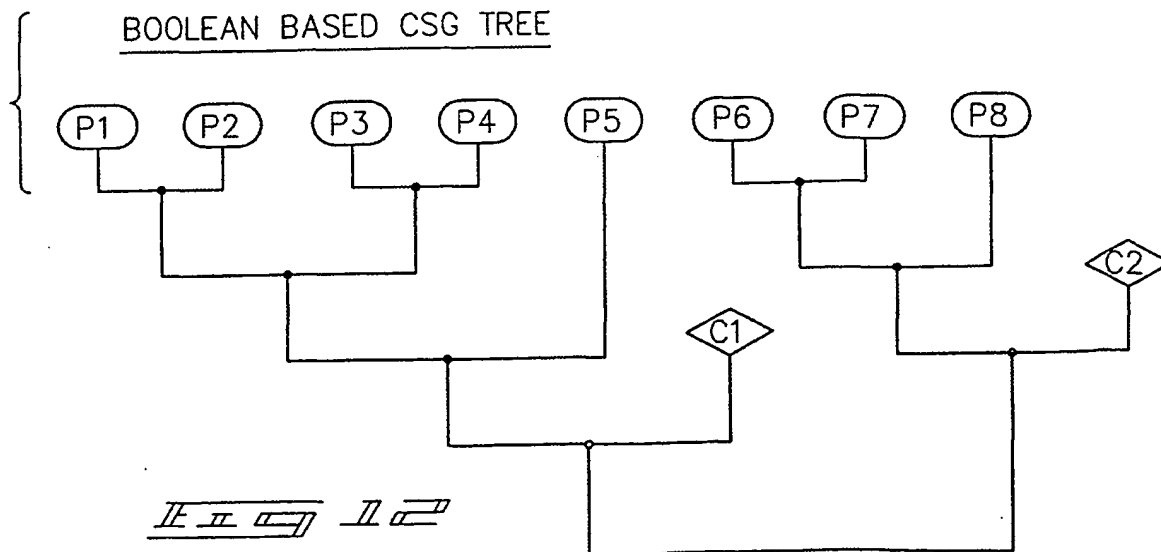 BOOLEAN BASED CSG TREE
P1 P2 P3 P4 P5 P6 P7 P8
C2
C1
FIG 12